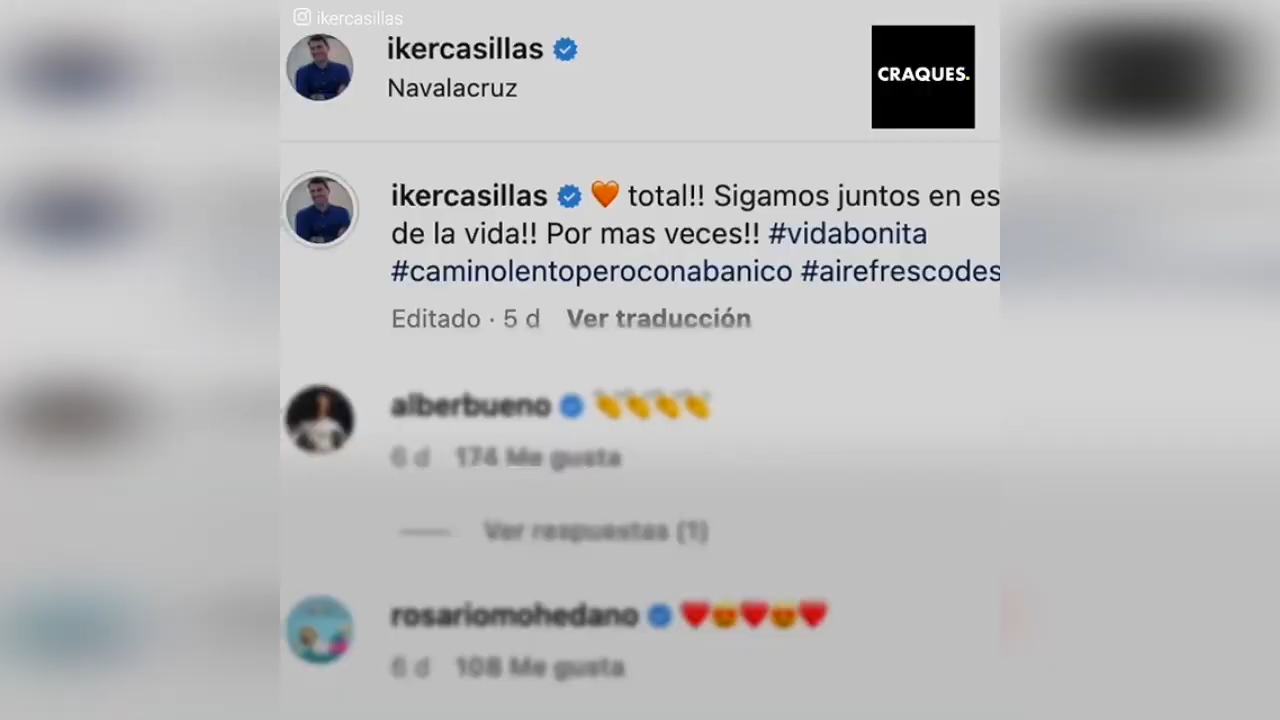 ikercasillas
ikercasillas
Navalacruz
CRAQUES.
ikercasillas 🧡 total!! Sigamos juntos en es
de la vida!! Por mas veces!! #vidabonita
#caminolentoperoconabanico #airefrescodes
Editado · 5 d Ver traducción
alberbueno 👏👏👏👏
6 d 174 Me gusta
Ver respuestas (1)
rosariomohedano ❤️😍❤️😍❤️
6 d 108 Me gusta